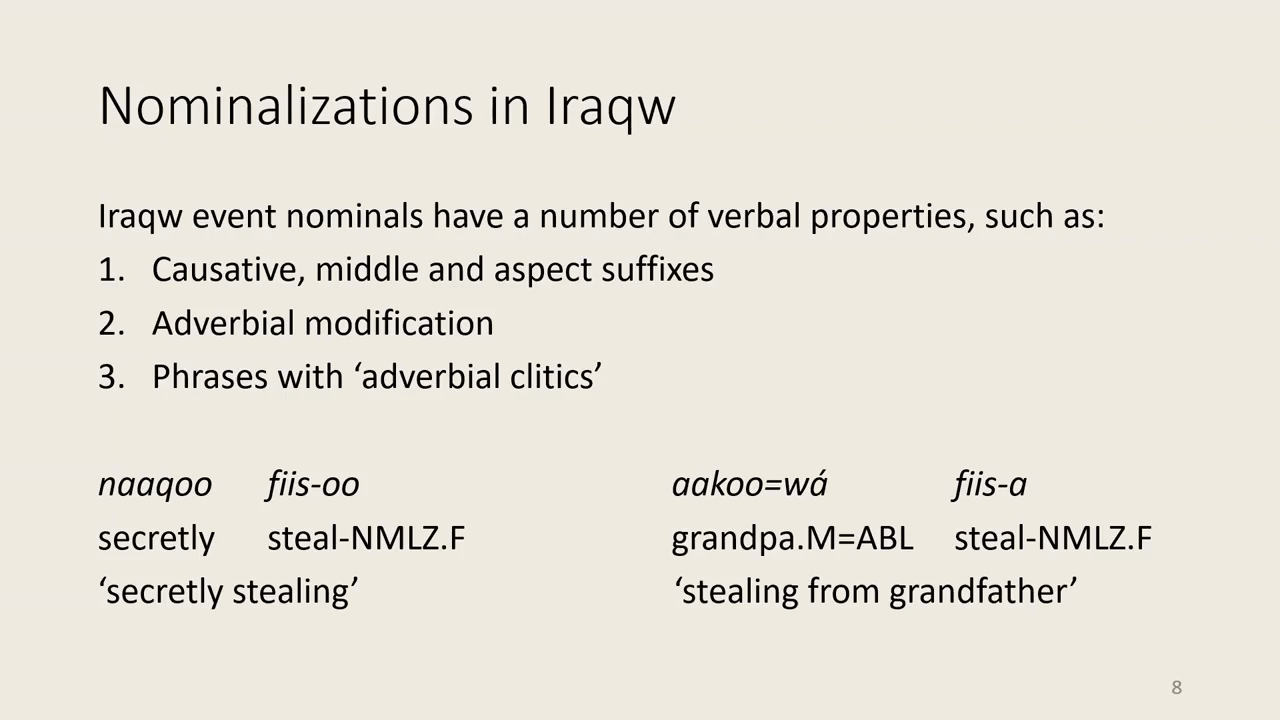 Nominalizations in Iraqw
Iraqw event nominals have a number of verbal properties, such as:
1. Causative, middle and aspect suffixes
2. Adverbial modification
3. Phrases with ‘adverbial clitics’
naaqoo fiis-oo
secretly steal-NMLZ.F
‘secretly stealing’
aakoo=wá fiis-a
grandpa.M=ABL steal-NMLZ.F
‘stealing from grandfather’
8